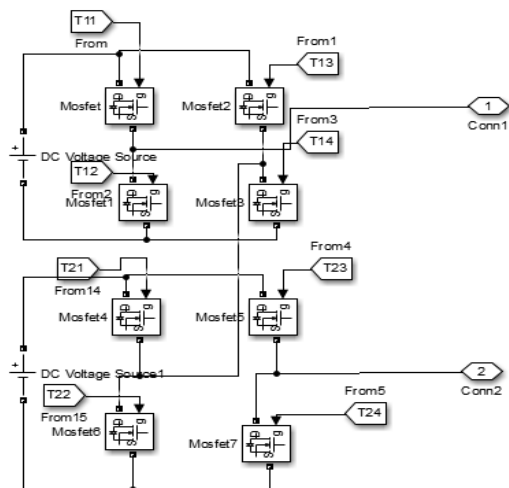 T11
From
From1
T13
Mosfet
Mosfet2
1
Conn1
From3
T14
DC Voltage Source
T12
From2
Mosfet1
Mosfet3
T21
From14
From4
T23
Mosfet4
Mosfet5
2
Conn2
DC Voltage Source1
T22
From15
Mosfet6
From5
T24
Mosfet7
g
D
S
g
D
S
g
D
S
g
D
S
g
D
S
g
D
S
g
D
S
g
D
S
+
+